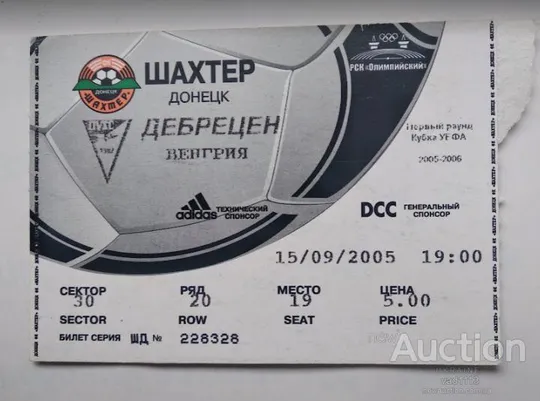 ДОНЕЦК
ШАХТЕР
ШАХТЕР
ДОНЕЦК
РСК «Олимпийский»
ДЕБРЕЦЕН
ВЕНГРИЯ
Первый раунд
Кубка УЕФА
2005-2006
adidas
ТЕХНИЧЕСКИЙ
СПОНСОР
DCC ГЕНЕРАЛЬНЫЙ
СПОНСОР
15/09/2005 19:00
СЕКТОР РЯД МЕСТО ЦЕНА
30 20 19 5.00
SECTOR ROW SEAT PRICE
БИЛЕТ СЕРИЯ ШД № 228328
Auction